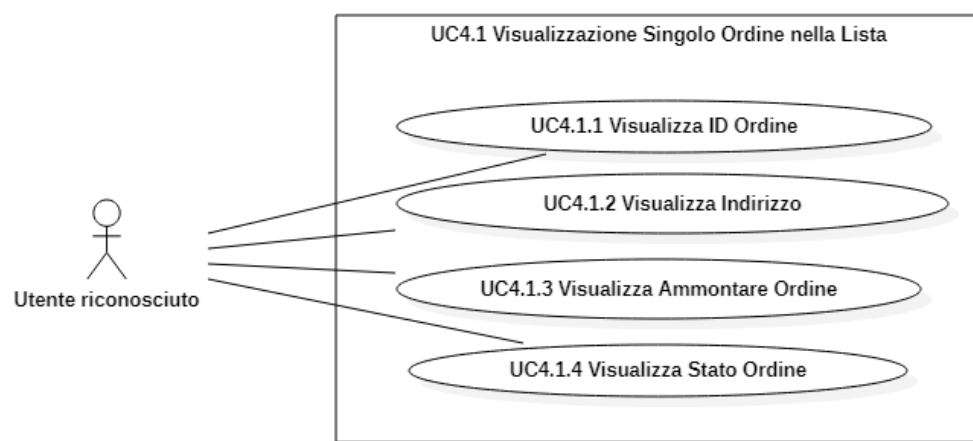 UC4.1 Visualizzazione Singolo Ordine nella Lista
UC4.1.1 Visualizza ID Ordine
UC4.1.2 Visualizza Indirizzo
UC4.1.3 Visualizza Ammontare Ordine
UC4.1.4 Visualizza Stato Ordine
Utente riconosciuto